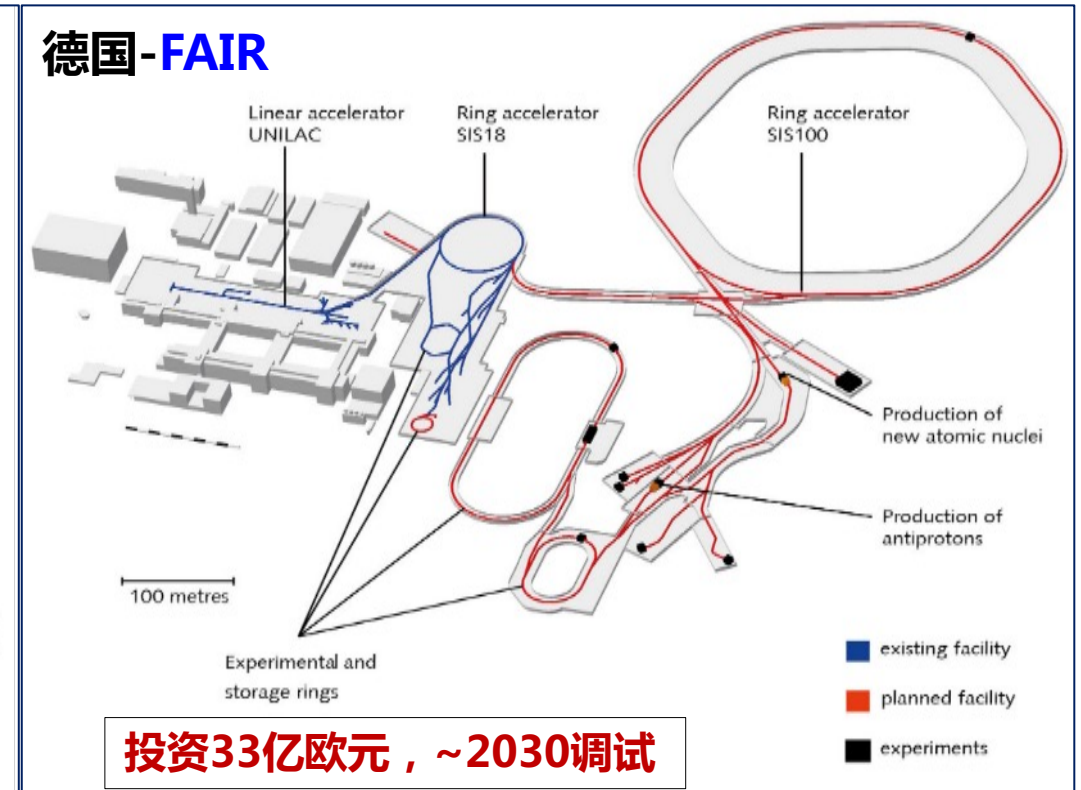 德国-FAIR
Linear accelerator
UNILAC
Ring accelerator
SIS18
Ring accelerator
SIS100
Production of
new atomic nuclei
Production of
antiprotons
100 metres
Experimental and
storage rings
existing facility
planned facility
experiments
投资33亿欧元，~2030调试